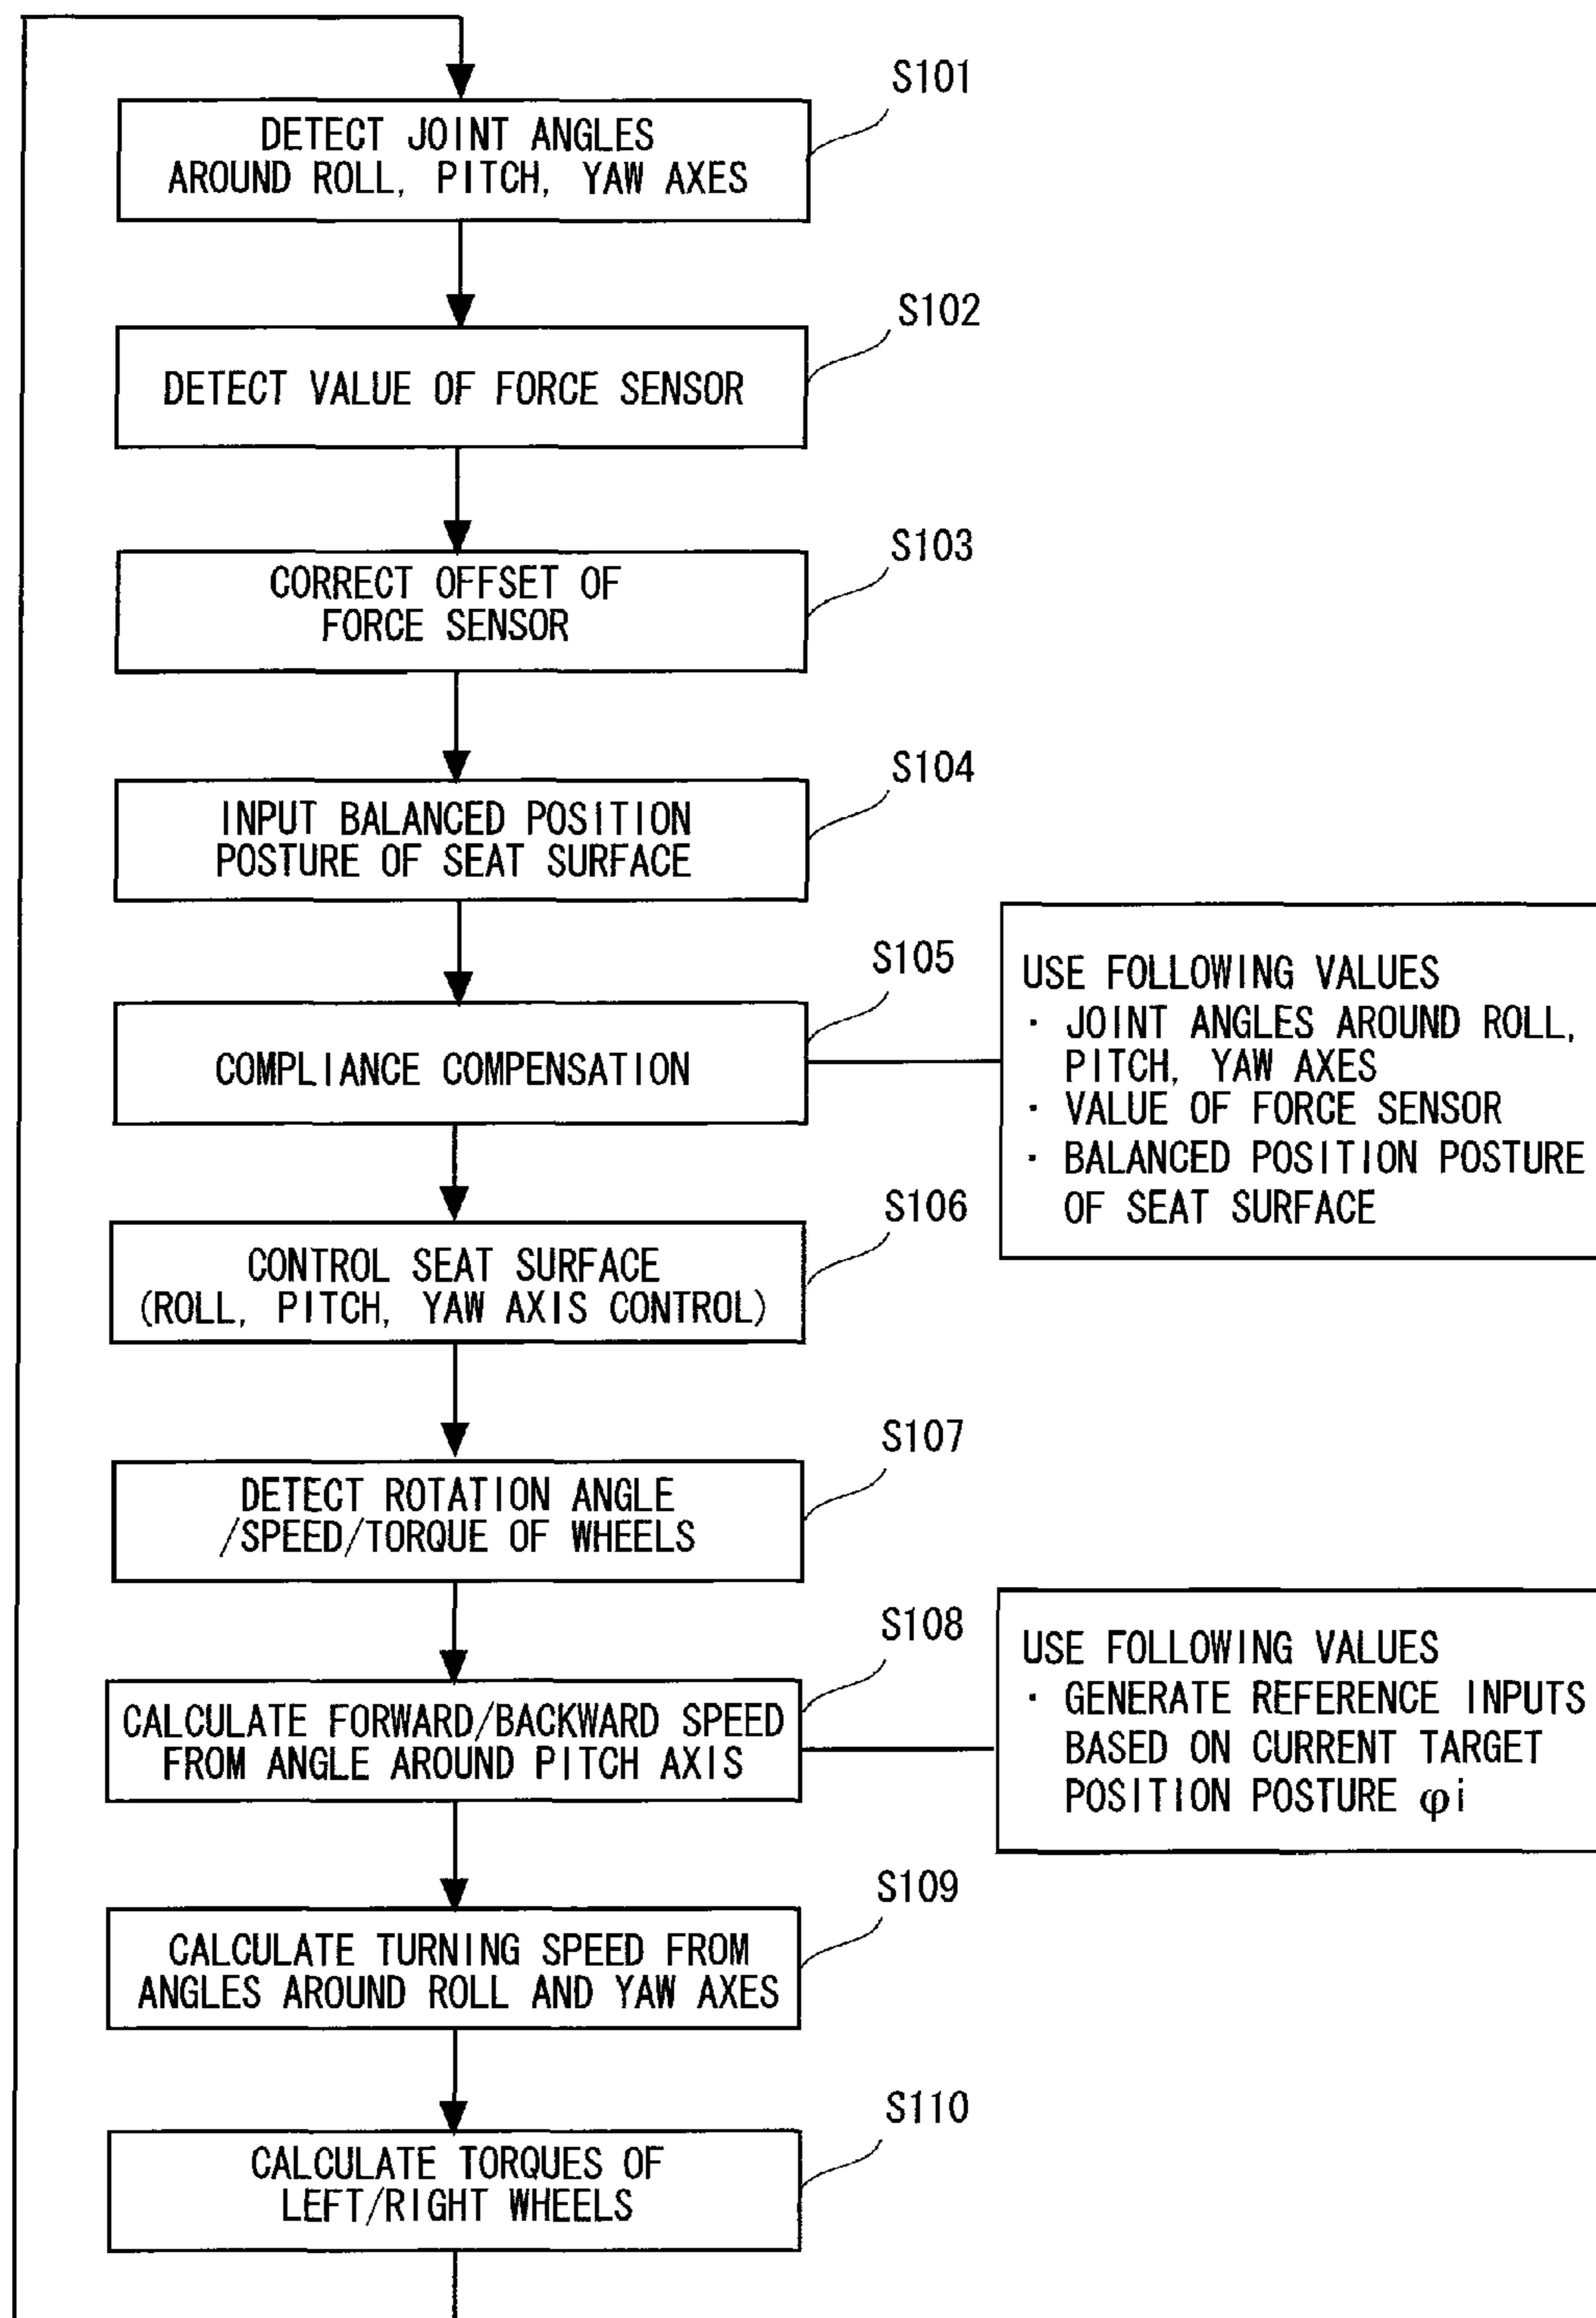 S101
DETECT JOINT ANGLES
AROUND ROLL, PITCH, YAW AXES
S102
DETECT VALUE OF FORCE SENSOR
S103
CORRECT OFFSET OF
FORCE SENSOR
S104
INPUT BALANCED POSITION
POSTURE OF SEAT SURFACE
S105
COMPLIANCE COMPENSATION
USE FOLLOWING VALUES
· JOINT ANGLES AROUND ROLL,
PITCH, YAW AXES
· VALUE OF FORCE SENSOR
· BALANCED POSITION POSTURE
OF SEAT SURFACE
S106
CONTROL SEAT SURFACE
(ROLL, PITCH, YAW AXIS CONTROL)
S107
DETECT ROTATION ANGLE
/SPEED/TORQUE OF WHEELS
S108
CALCULATE FORWARD/BACKWARD SPEED
FROM ANGLE AROUND PITCH AXIS
USE FOLLOWING VALUES
· GENERATE REFERENCE INPUTS
BASED ON CURRENT TARGET
POSITION POSTURE φi
S109
CALCULATE TURNING SPEED FROM
ANGLES AROUND ROLL AND YAW AXES
S110
CALCULATE TORQUES OF
LEFT/RIGHT WHEELS